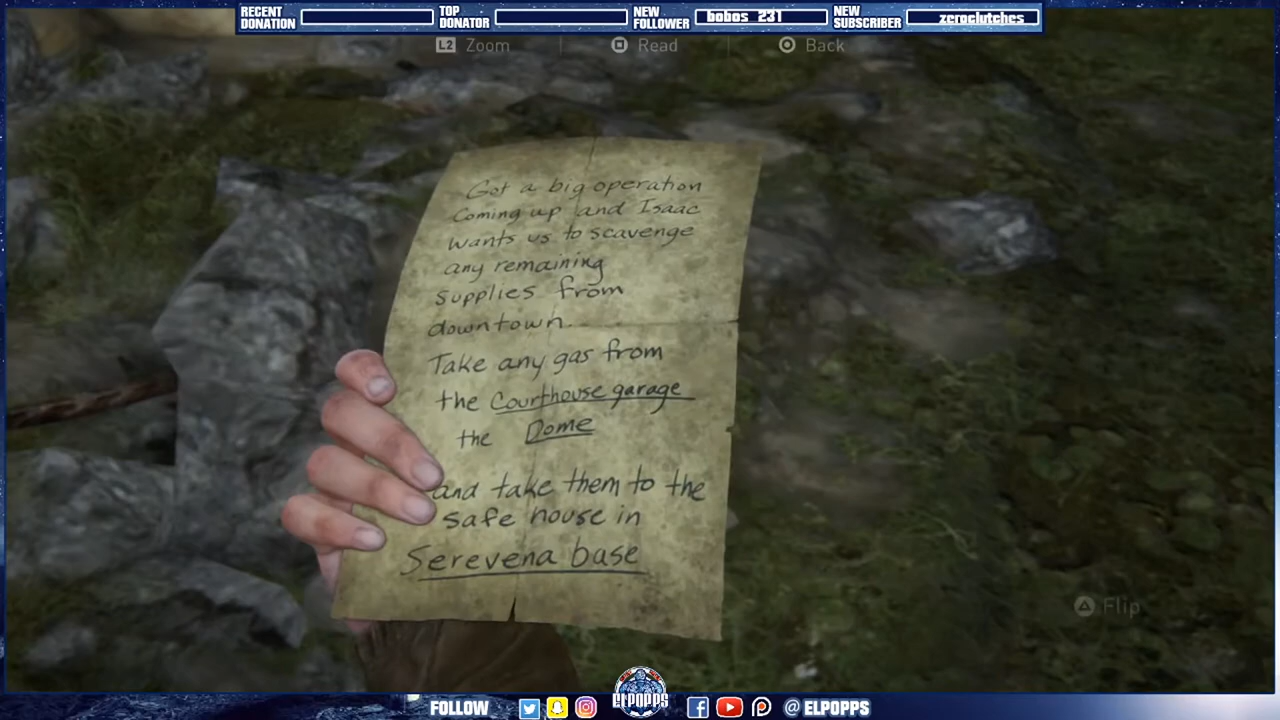 RECENT DONATION
TOP DONATOR
NEW FOLLOWER
bobos_231
NEW SUBSCRIBER
zeroclutches
L2 Zoom
Read
Back
Got a big operation
Coming up and Isaac
wants us to scavenge
any remaining
supplies from
downtown.
Take any gas from
the Courthouse garage
the Dome
and take them to the
safe house in
Serevena base
Flip
FOLLOW
ELPOPPS
@ELPOPPS